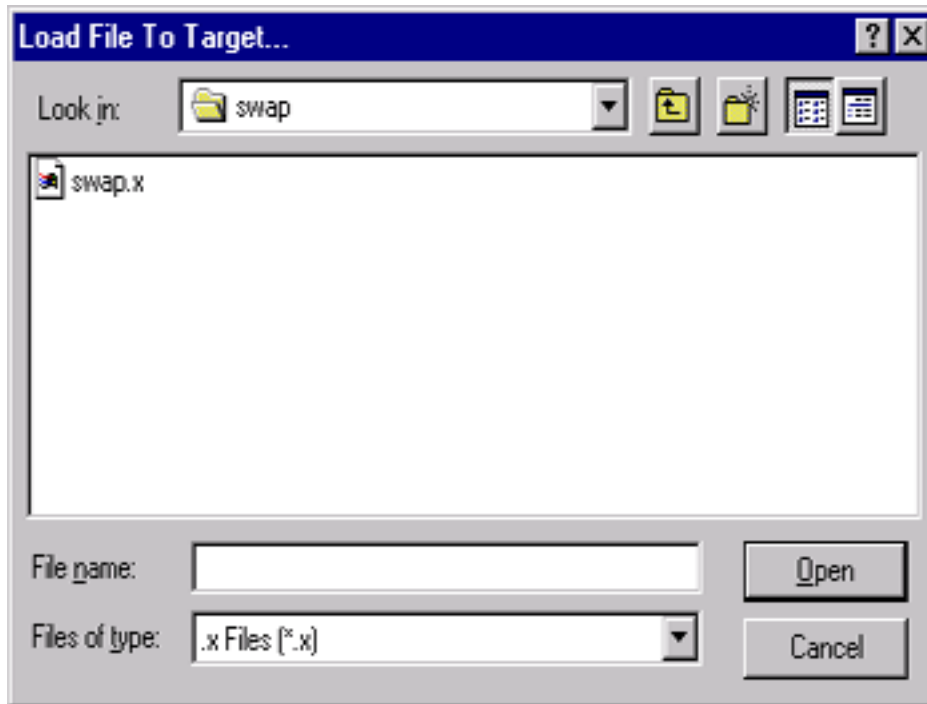 Load File To Target...
Look in: swap
swap.x
File name: Open
Files of type: .x Files (*.x) Cancel